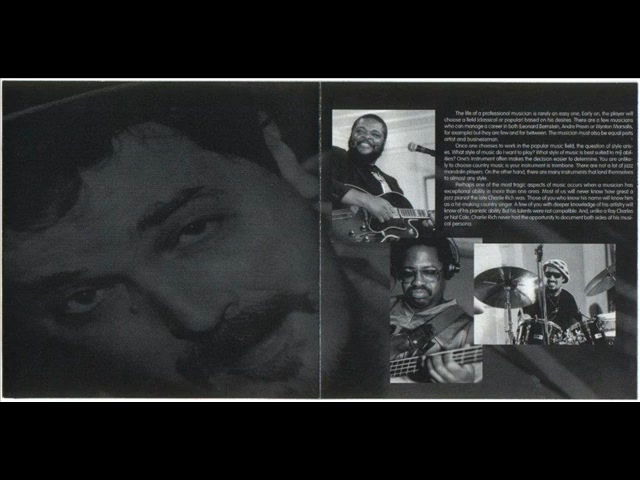 The life of a professional musician is rarely an easy one. Early on, the player will
choose a field (classical or popular) based on his desires. There are a few musicians
who can manage a career in both (Leonard Bernstein, Andre Previn or Wynton Marsalis,
for example) but they are few and far between. The musician must also be equal parts
artist and businessman.
Once one chooses to work in the popular music field, the question of style aris-
es. What style of music do I want to play? What style of music is best suited to my abil-
ities? One's instrument often makes the decision easier to determine. You are unlike-
ly to choose country music is your instrument is trombone. There are not a lot of jazz
mandolin players. On the other hand, there are many instruments that lend themselves
to almost any style.
Perhaps one of the most tragic aspects of music occurs when a musician has
exceptional ability in more than one area. Most of us will never know how great a
jazz pianist the late Charlie Rich was. Those of you who know his name will know him
as a hit-making country singer. A few of you with deeper knowledge of his artistry will
know of his pianistic ability. But his talents were not compatible. And, unlike a Ray Charles
or Nat Cole, Charlie Rich never had the opportunity to document both sides of his musi-
cal persona.